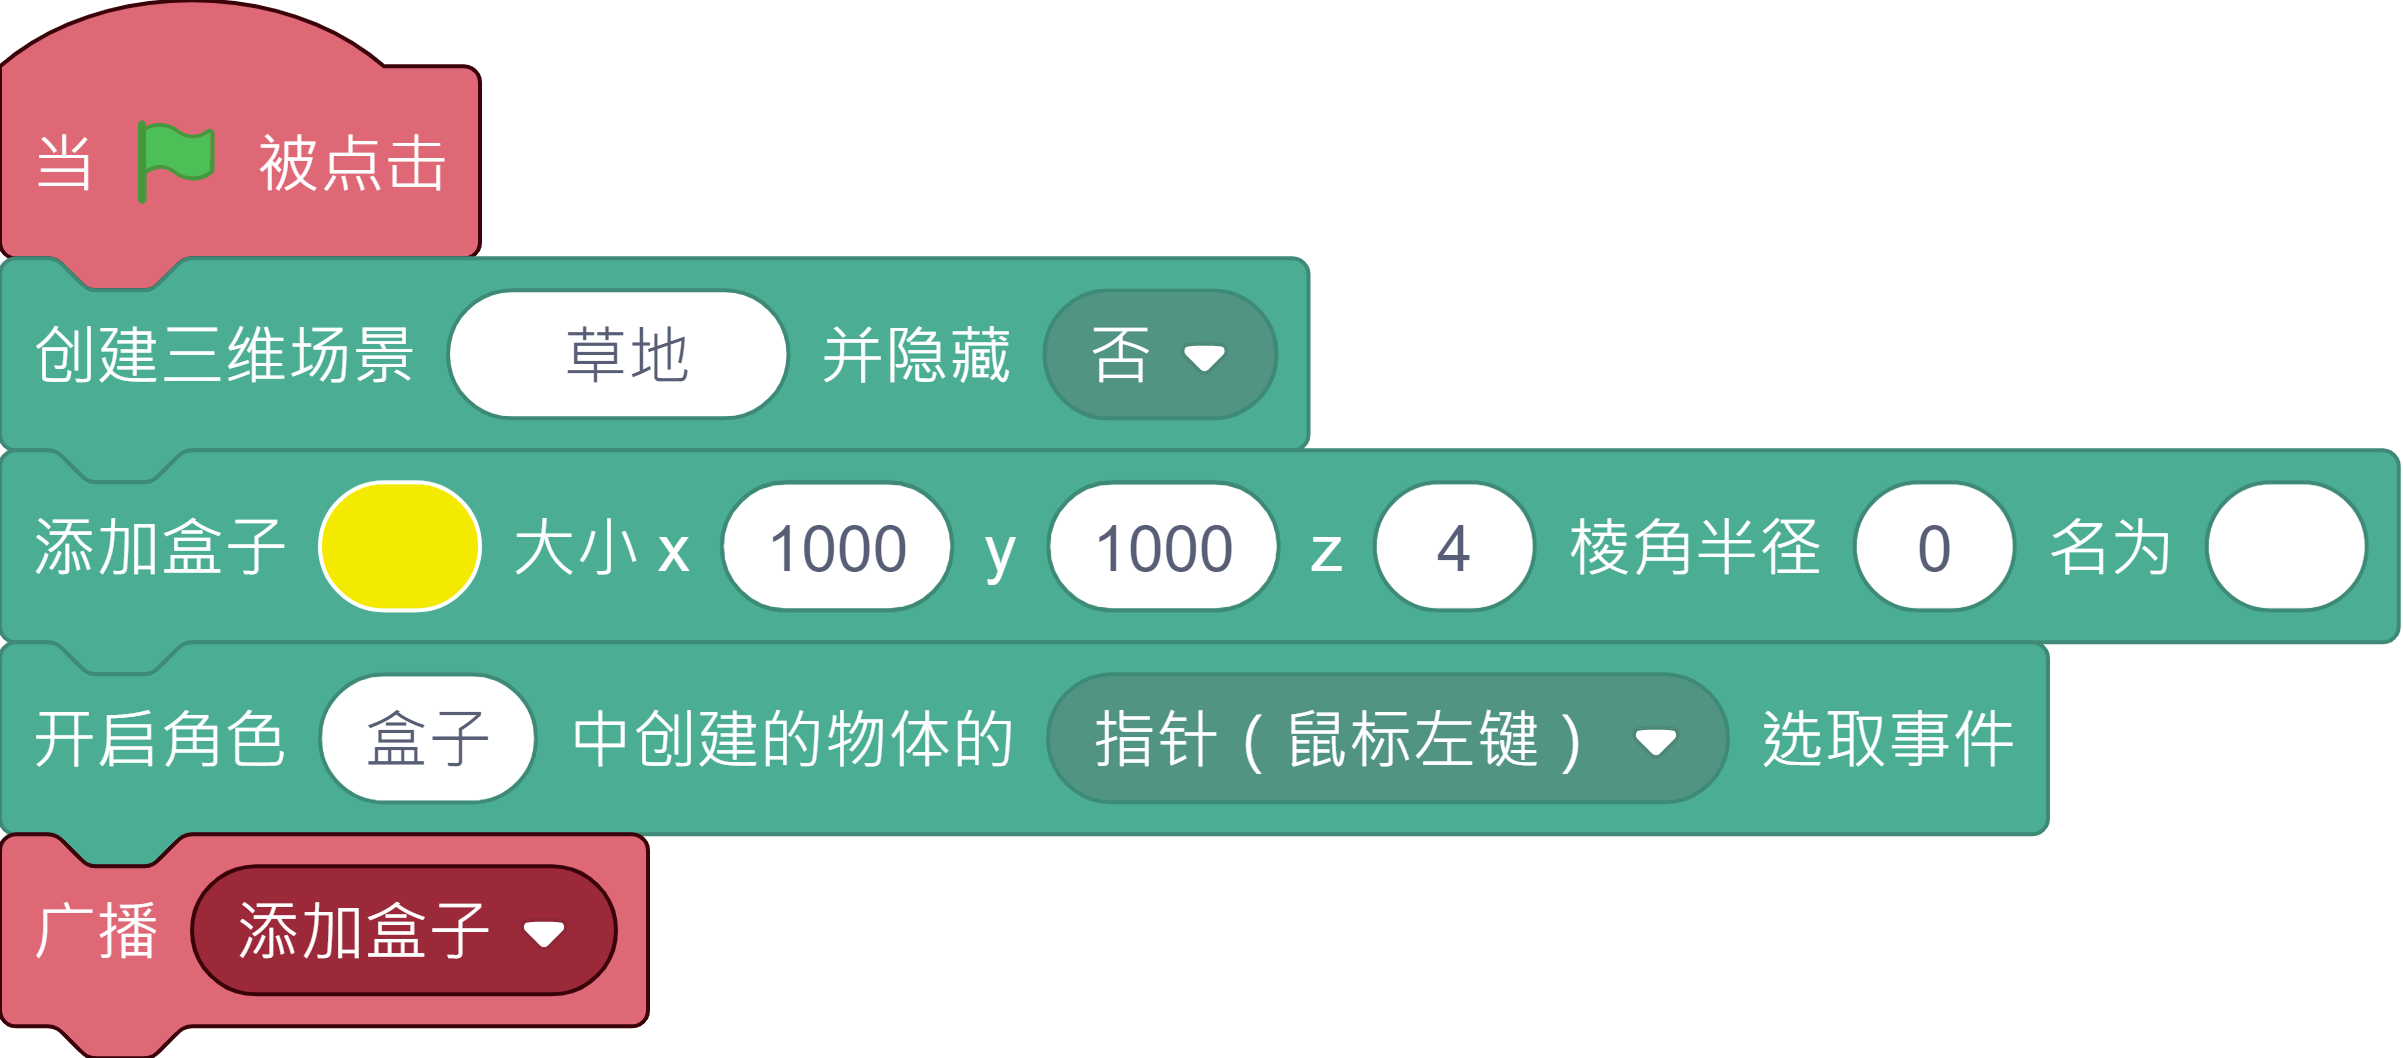 当 被点击
创建三维场景 草地 并隐藏 否
添加盒子 大小 x 1000 y 1000 z 4 棱角半径 0 名为
开启角色 盒子 中创建的物体的 指针（鼠标左键） 选取事件
广播 添加盒子